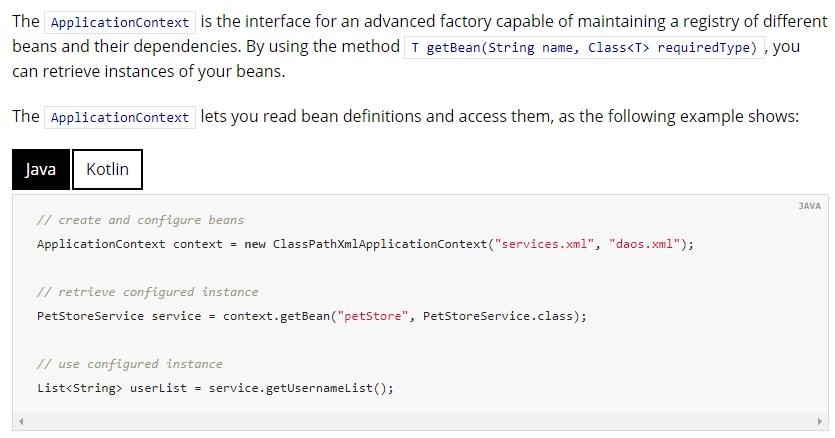 The ApplicationContext is the interface for an advanced factory capable of maintaining a registry of different
beans and their dependencies. By using the method T getBean(String name, Class<T> requiredType), you
can retrieve instances of your beans.
The ApplicationContext lets you read bean definitions and access them, as the following example shows:
Java Kotlin
JAVA
// create and configure beans
ApplicationContext context = new ClassPathXmlApplicationContext("services.xml", "daos.xml");
// retrieve configured instance
PetStoreService service = context.getBean("petStore", PetStoreService.class);
// use configured instance
List<String> userList = service.getUsernameList();